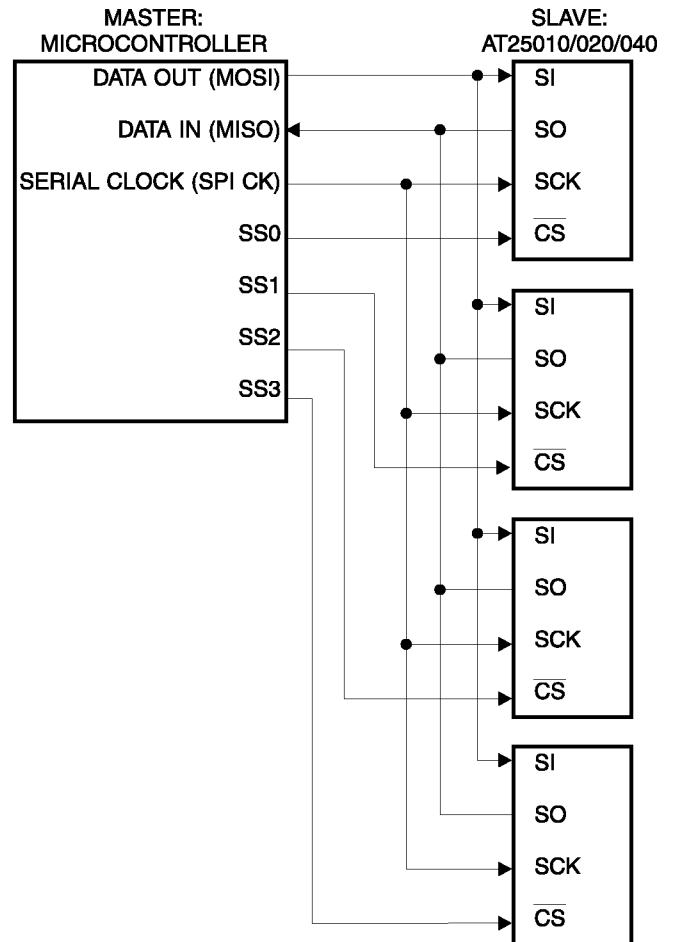 MASTER:
MICROCONTROLLER
DATA OUT (MOSI)
DATA IN (MISO)
SERIAL CLOCK (SPI CK)
SS0
SS1
SS2
SS3
SLAVE:
AT25010/020/040
SI
SO
SCK
CS
SI
SO
SCK
CS
SI
SO
SCK
CS
SI
SO
SCK
CS